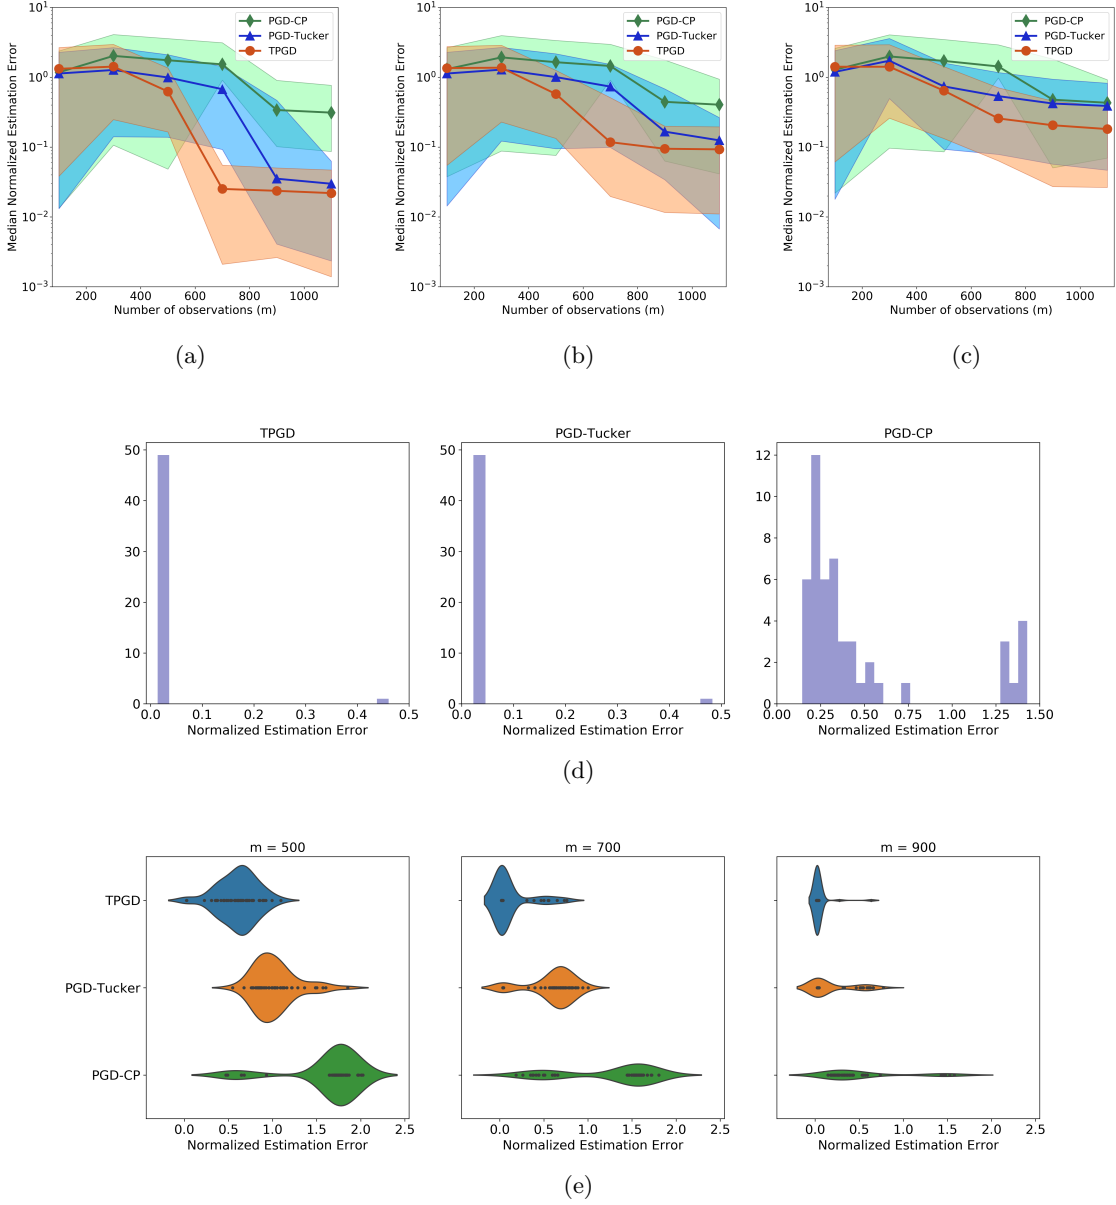 Median Normalized Estimation Error
10^1
10^0
10^−1
10^−2
10^−3
PGD-CP
PGD-Tucker
TPGD
200 400 600 800 1000
Number of observations (m)
(a)
Median Normalized Estimation Error
10^1
10^0
10^−1
10^−2
10^−3
PGD-CP
PGD-Tucker
TPGD
200 400 600 800 1000
Number of observations (m)
(b)
Median Normalized Estimation Error
10^1
10^0
10^−1
10^−2
10^−3
PGD-CP
PGD-Tucker
TPGD
200 400 600 800 1000
Number of observations (m)
(c)
TPGD
50
40
30
20
10
0
0.0 0.1 0.2 0.3 0.4 0.5
Normalized Estimation Error
PGD-Tucker
50
40
30
20
10
0
0.0 0.1 0.2 0.3 0.4 0.5
Normalized Estimation Error
PGD-CP
12
10
8
6
4
2
0
0.00 0.25 0.50 0.75 1.00 1.25 1.50
Normalized Estimation Error
(d)
m = 500
TPGD
PGD-Tucker
PGD-CP
0.0 0.5 1.0 1.5 2.0 2.5
Normalized Estimation Error
m = 700
0.0 0.5 1.0 1.5 2.0 2.5
Normalized Estimation Error
m = 900
0.0 0.5 1.0 1.5 2.0 2.5
Normalized Estimation Error
(e)